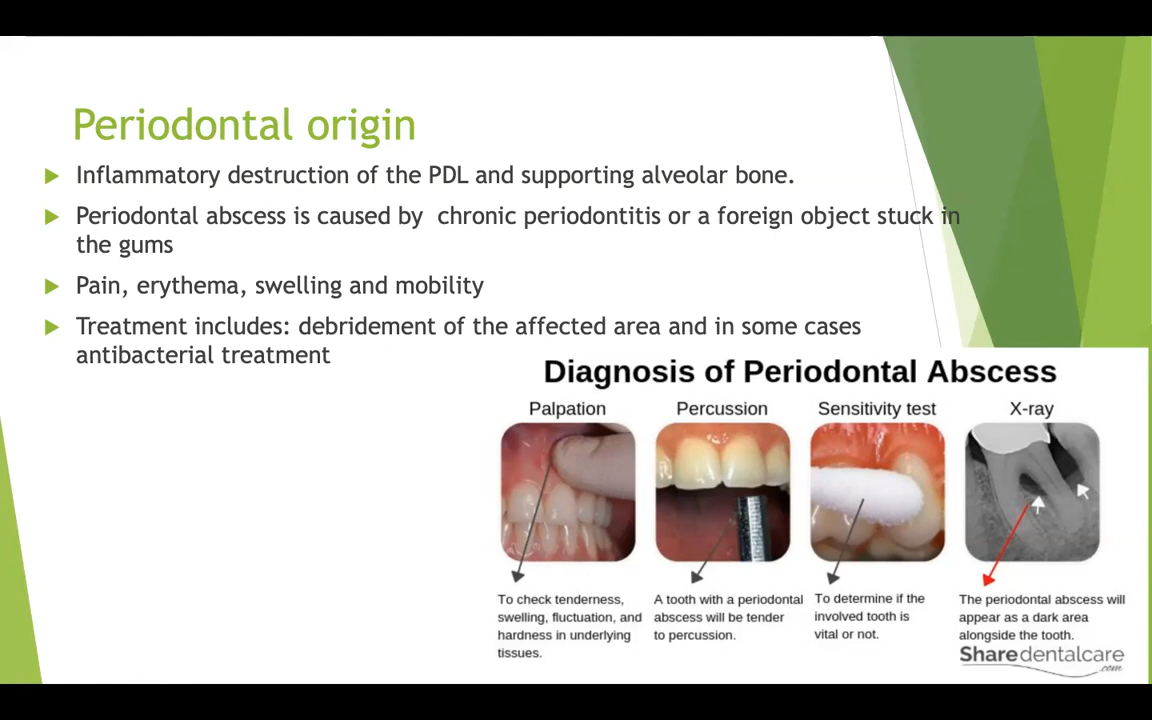 Periodontal origin
Inflammatory destruction of the PDL and supporting alveolar bone.
Periodontal abscess is caused by  chronic periodontitis or a foreign object stuck in
the gums
Pain, erythema, swelling and mobility
Treatment includes: debridement of the affected area and in some cases
antibacterial treatment
Diagnosis of Periodontal Abscess
Palpation
To check tenderness,
swelling, fluctuation, and
hardness in underlying
tissues.
Percussion
A tooth with a periodontal
abscess will be tender
to percussion.
Sensitivity test
To determine if the
involved tooth is
vital or not.
X-ray
The periodontal abscess will
appear as a dark area
alongside the tooth.
Sharedentalcare
.com